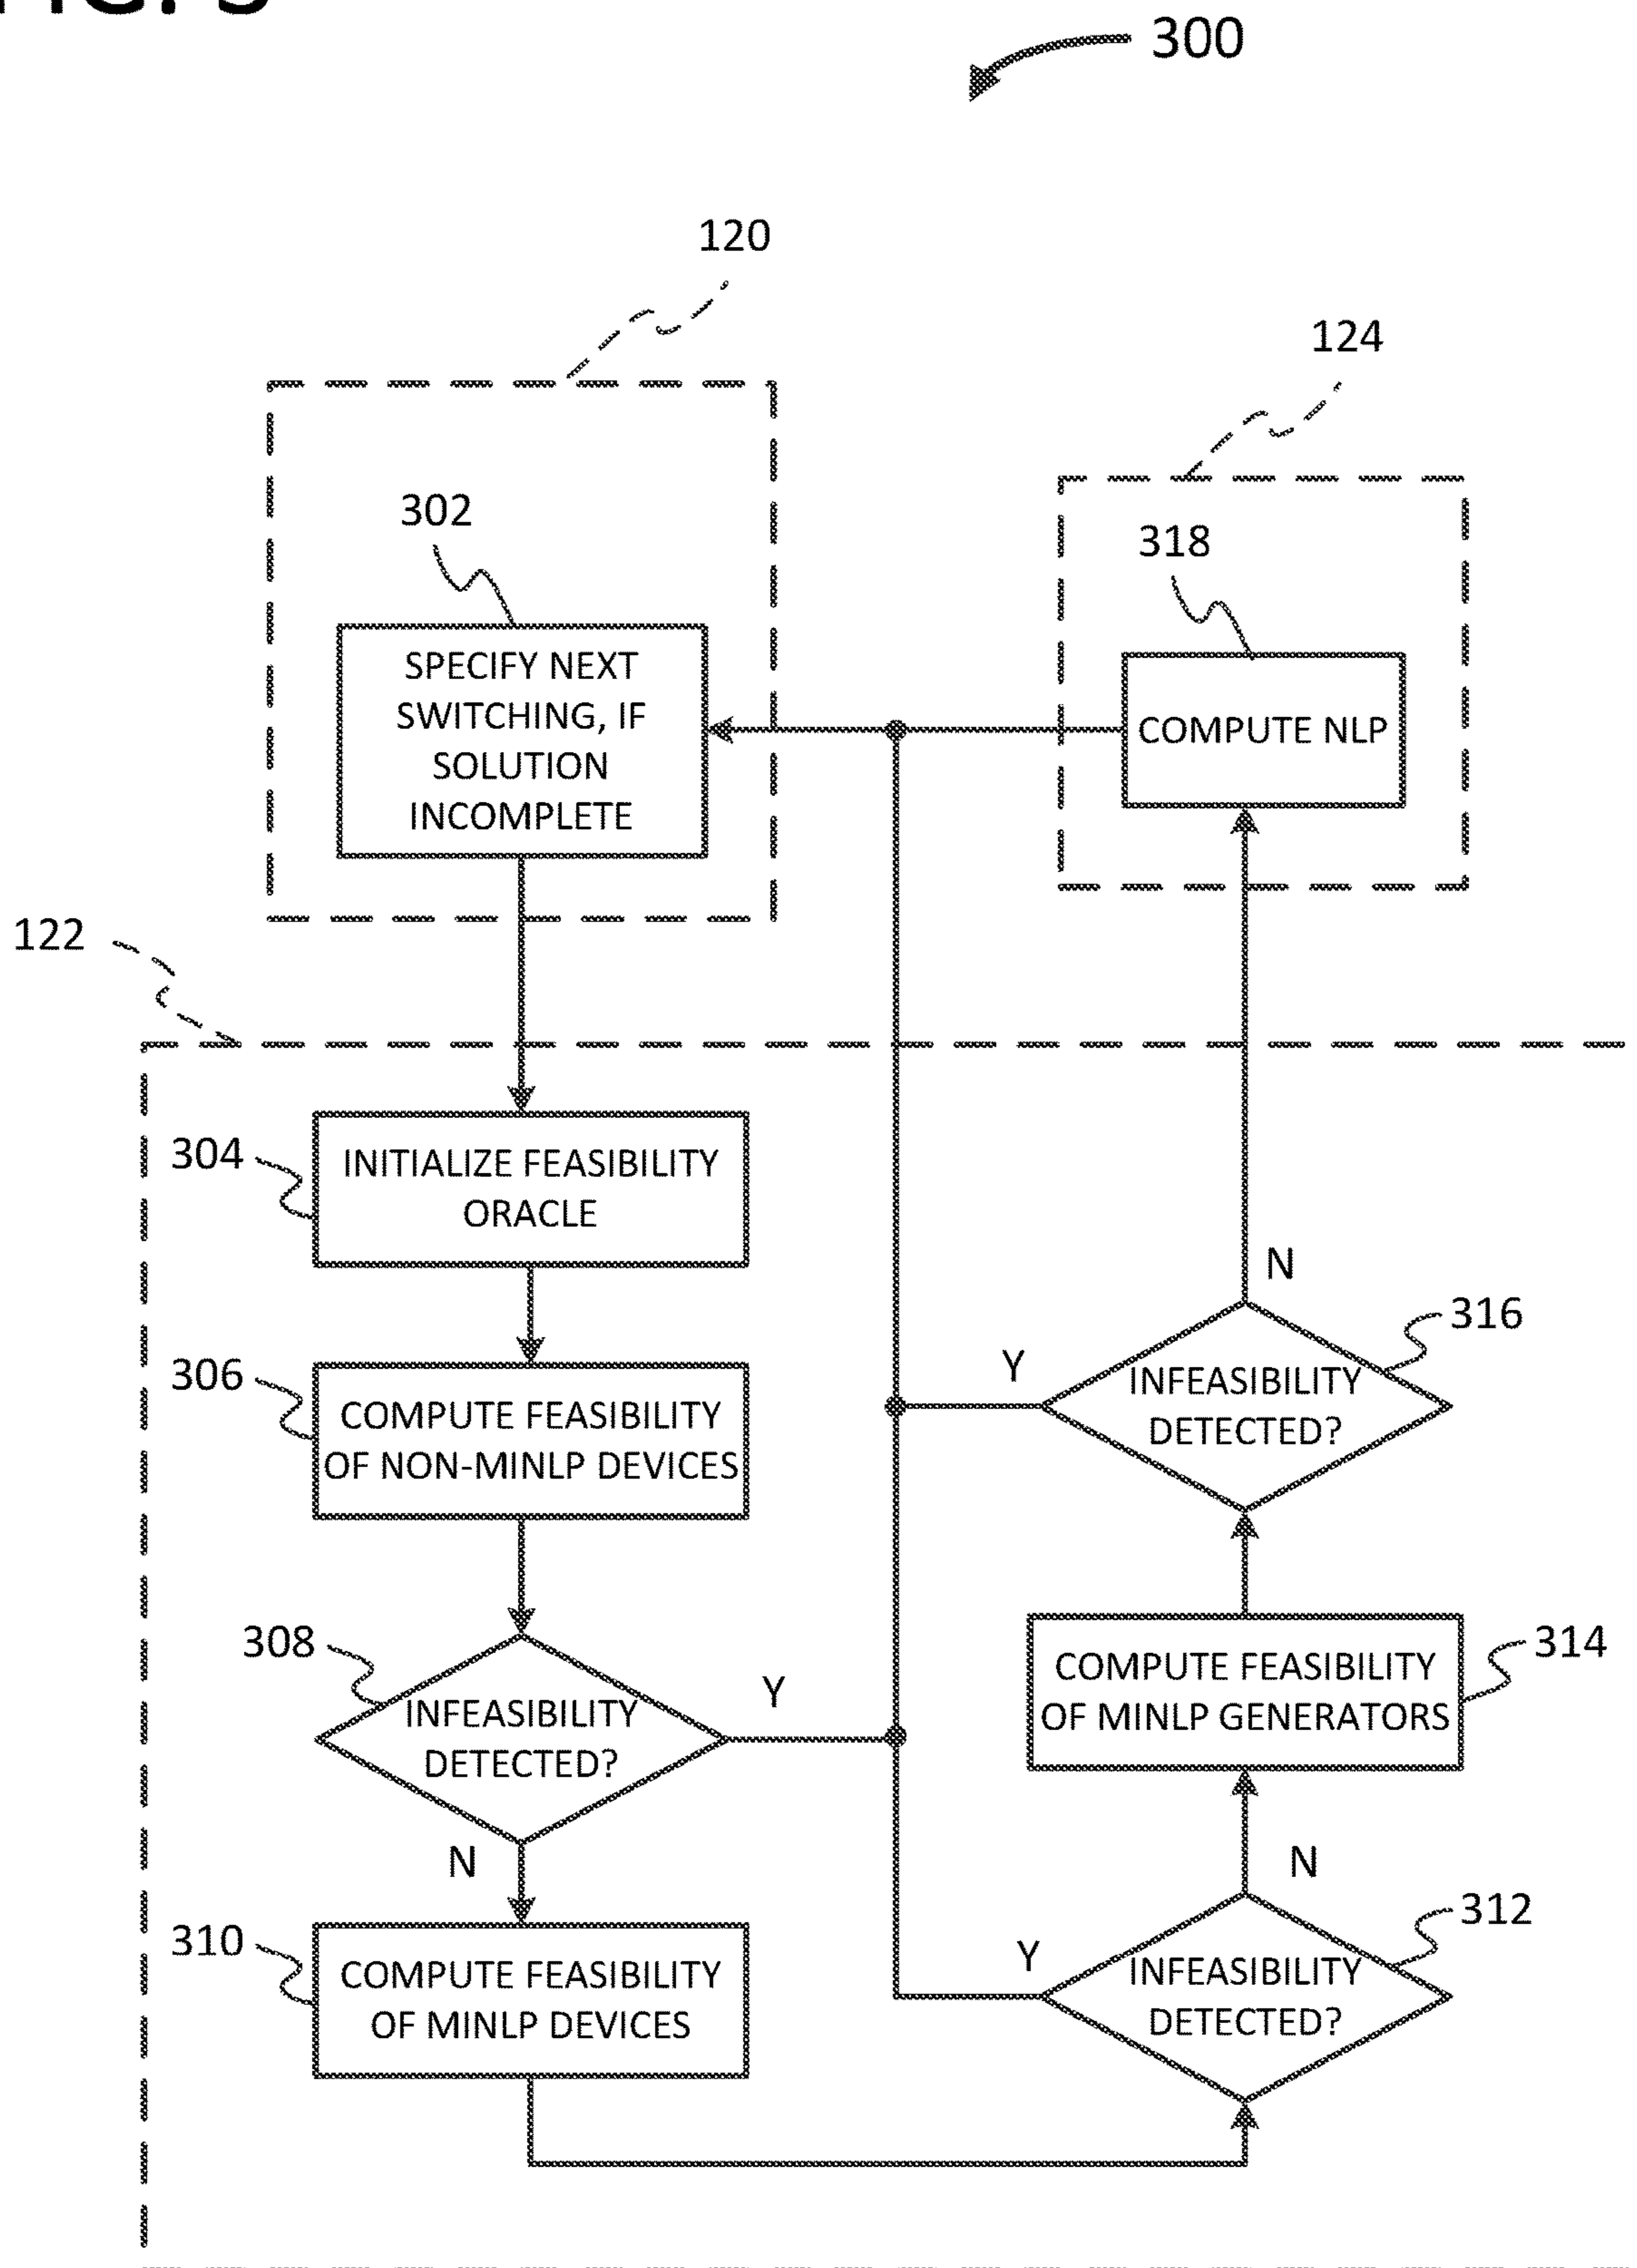 FIG. 3
300
120
124
302
318
SPECIFY NEXT
SWITCHING, IF
SOLUTION
INCOMPLETE
COMPUTE NLP
122
304
INITIALIZE FEASIBILITY
ORACLE
N
316
306
Y
INFEASIBILITY
DETECTED?
COMPUTE FEASIBILITY
OF NON-MINLP DEVICES
308
Y
INFEASIBILITY
DETECTED?
314
COMPUTE FEASIBILITY
OF MINLP GENERATORS
N
N
312
310
Y
INFEASIBILITY
DETECTED?
COMPUTE FEASIBILITY
OF MINLP DEVICES